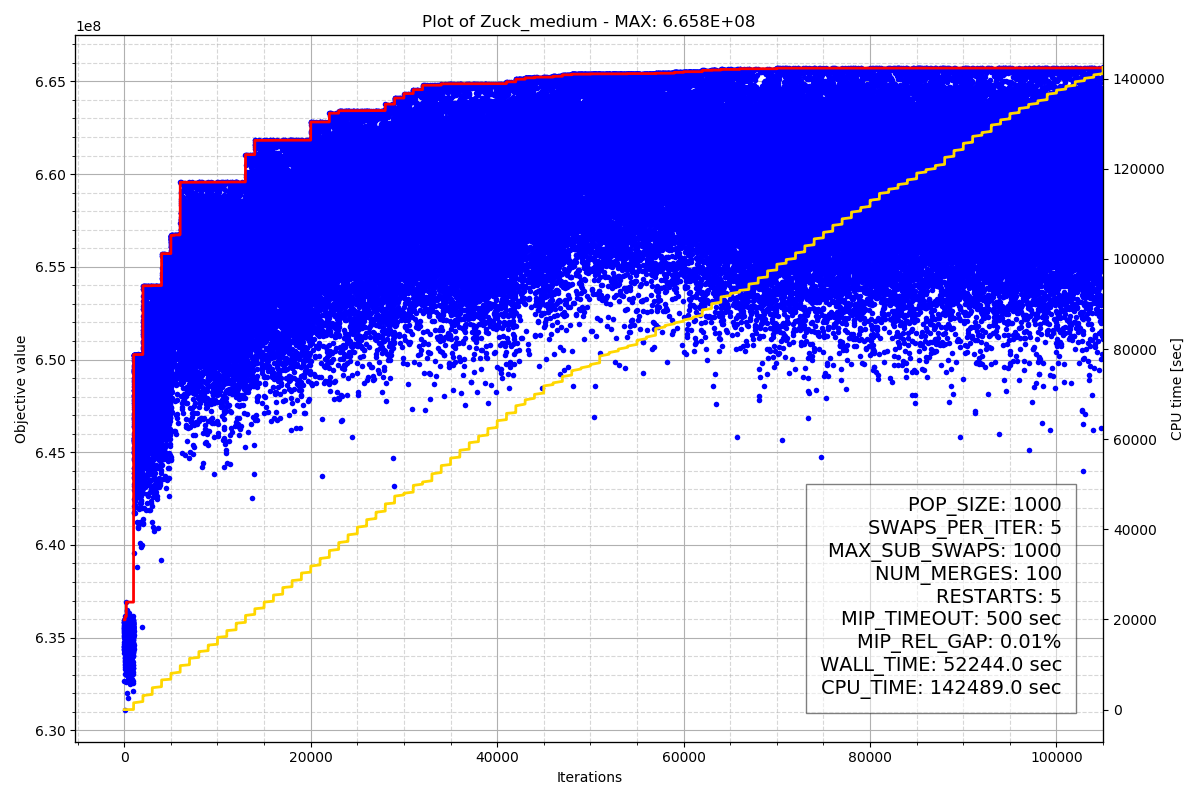 Plot of Zuck_medium - MAX: 6.658E+08
1e8
6.65
6.60
6.55
6.50
6.45
6.40
6.35
6.30
Objective value
140000
120000
100000
80000
60000
40000
20000
0
CPU time [sec]
POP_SIZE: 1000
SWAPS_PER_ITER: 5
MAX_SUB_SWAPS: 1000
NUM_MERGES: 100
RESTARTS: 5
MIP_TIMEOUT: 500 sec
MIP_REL_GAP: 0.01%
WALL_TIME: 52244.0 sec
CPU_TIME: 142489.0 sec
0 20000 40000 60000 80000 100000
Iterations